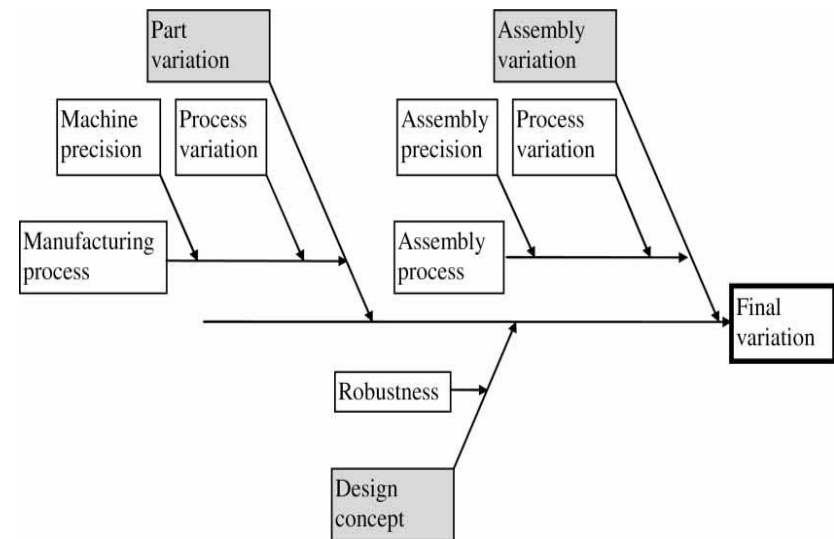 Part
variation
Assembly
variation
Machine
precision
Process
variation
Assembly
precision
Process
variation
Manufacturing
process
Assembly
process
Final
variation
Robustness
Design
concept